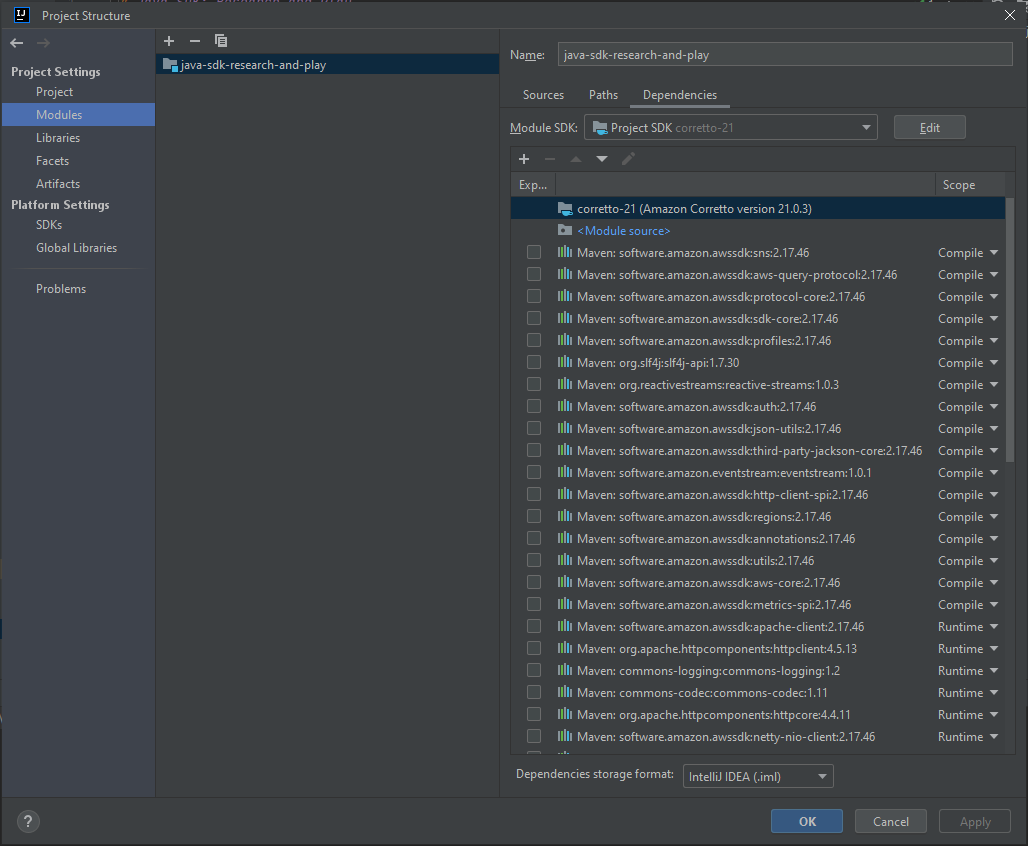 Project Structure
Project Settings
Project
Modules
Libraries
Facets
Artifacts
Platform Settings
SDKs
Global Libraries
Problems
java-sdk-research-and-play
Name: java-sdk-research-and-play
Sources Paths Dependencies
Module SDK: Project SDK corretto-21 Edit
Exp... Scope
corretto-21 (Amazon Corretto version 21.0.3)
<Module source>
Maven: software.amazon.awssdk:sns:2.17.46 Compile
Maven: software.amazon.awssdk:aws-query-protocol:2.17.46 Compile
Maven: software.amazon.awssdk:protocol-core:2.17.46 Compile
Maven: software.amazon.awssdk:sdk-core:2.17.46 Compile
Maven: software.amazon.awssdk:profiles:2.17.46 Compile
Maven: org.slf4j:slf4j-api:1.7.30 Compile
Maven: org.reactivestreams:reactive-streams:1.0.3 Compile
Maven: software.amazon.awssdk:auth:2.17.46 Compile
Maven: software.amazon.awssdk:json-utils:2.17.46 Compile
Maven: software.amazon.awssdk:third-party-jackson-core:2.17.46 Compile
Maven: software.amazon.eventstream:eventstream:1.0.1 Compile
Maven: software.amazon.awssdk:http-client-spi:2.17.46 Compile
Maven: software.amazon.awssdk:regions:2.17.46 Compile
Maven: software.amazon.awssdk:annotations:2.17.46 Compile
Maven: software.amazon.awssdk:utils:2.17.46 Compile
Maven: software.amazon.awssdk:aws-core:2.17.46 Compile
Maven: software.amazon.awssdk:metrics-spi:2.17.46 Compile
Maven: software.amazon.awssdk:apache-client:2.17.46 Runtime
Maven: org.apache.httpcomponents:httpclient:4.5.13 Runtime
Maven: commons-logging:commons-logging:1.2 Runtime
Maven: commons-codec:commons-codec:1.11 Runtime
Maven: org.apache.httpcomponents:httpcore:4.4.11 Runtime
Maven: software.amazon.awssdk:netty-nio-client:2.17.46 Runtime
Dependencies storage format: IntelliJ IDEA (.iml)
? OK Cancel Apply